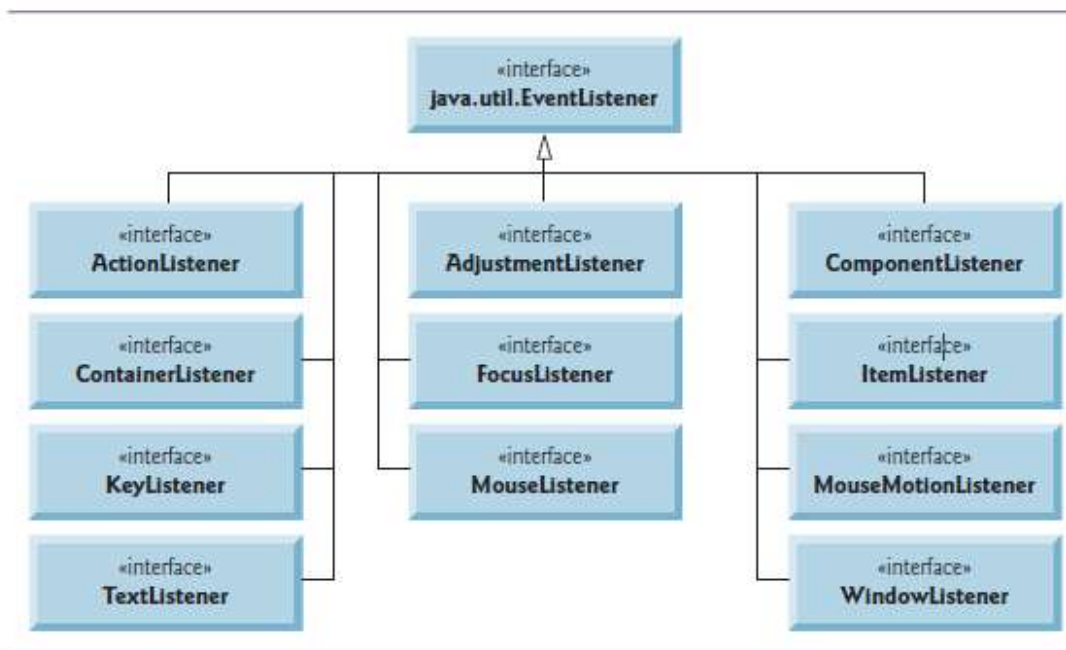 «interface»
java.util.EventListener
«interface»
ActionListener
«interface»
AdjustmentListener
«interface»
ComponentListener
«interface»
ContainerListener
«interface»
FocusListener
«interface»
ItemListener
«interface»
KeyListener
«interface»
MouseListener
«interface»
MouseMotionListener
«interface»
TextListener
«interface»
WindowListener